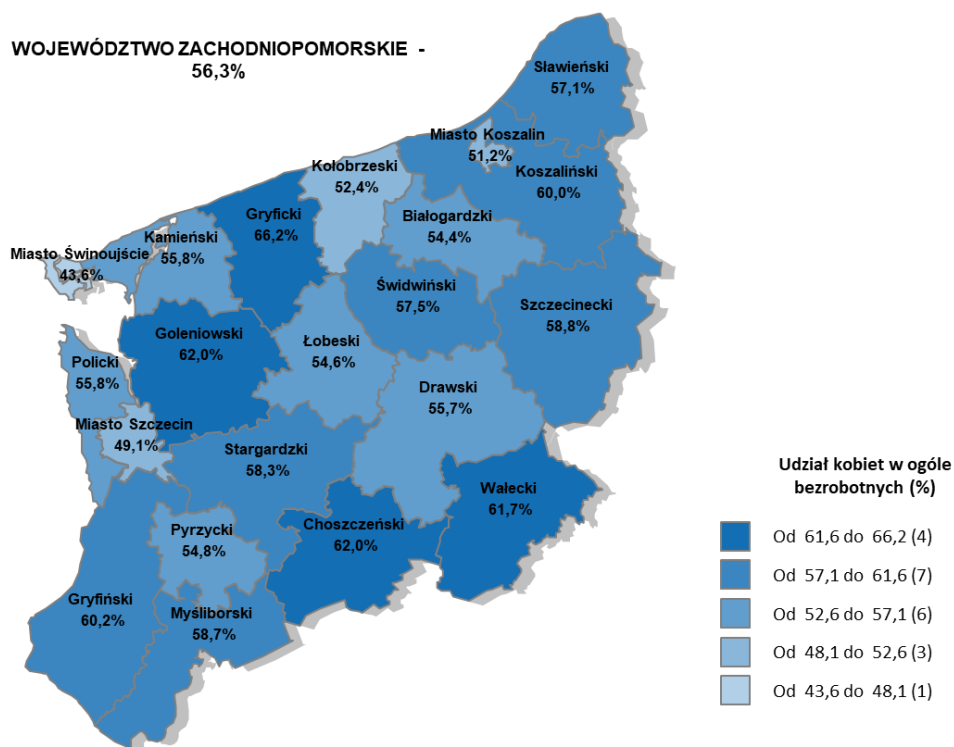 WOJEWÓDZTWO ZACHODNIOPOMORSKIE -
56,3%
Sławieński
57,1%
Miasto Koszalin
51,2%
Koszaliński
60,0%
Kołobrzeski
52,4%
Białogardzki
54,4%
Gryficki
66,2%
Kamieński
55,8%
Miasto Świnoujście
43,6%
Świdwiński
57,5%
Szczecinecki
58,8%
Goleniowski
62,0%
Łobeski
54,6%
Policki
55,8%
Drawski
55,7%
Miasto Szczecin
49,1%
Stargardzki
58,3%
Wałecki
61,7%
Choszczeński
62,0%
Pyrzycki
54,8%
Gryfiński
60,2%
Myśliborski
58,7%
Udział kobiet w ogóle
bezrobotnych (%)
Od 61,6 do 66,2 (4)
Od 57,1 do 61,6 (7)
Od 52,6 do 57,1 (6)
Od 48,1 do 52,6 (3)
Od 43,6 do 48,1 (1)